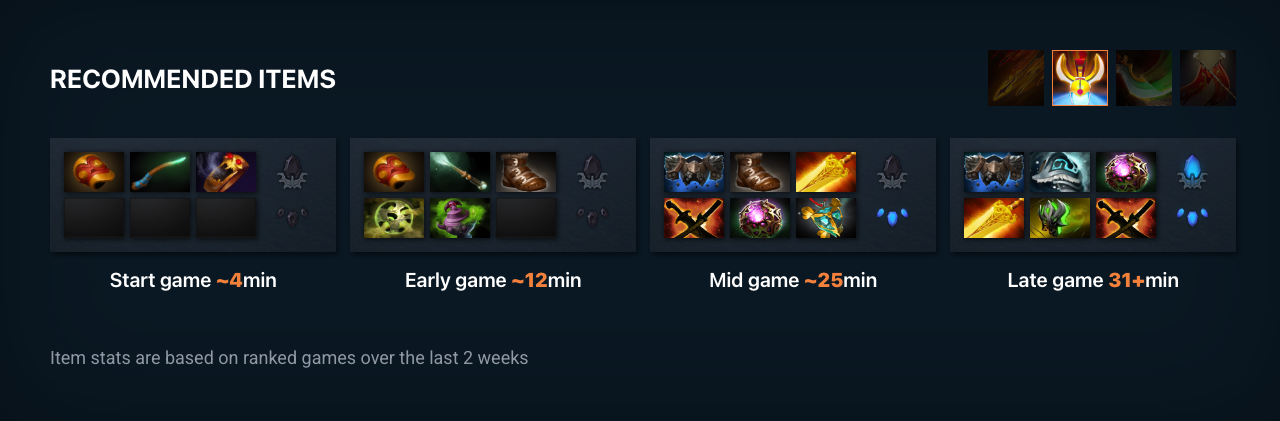 RECOMMENDED ITEMS
Start game ~4min
Early game ~12min
Mid game ~25min
Late game 31+min
Item stats are based on ranked games over the last 2 weeks